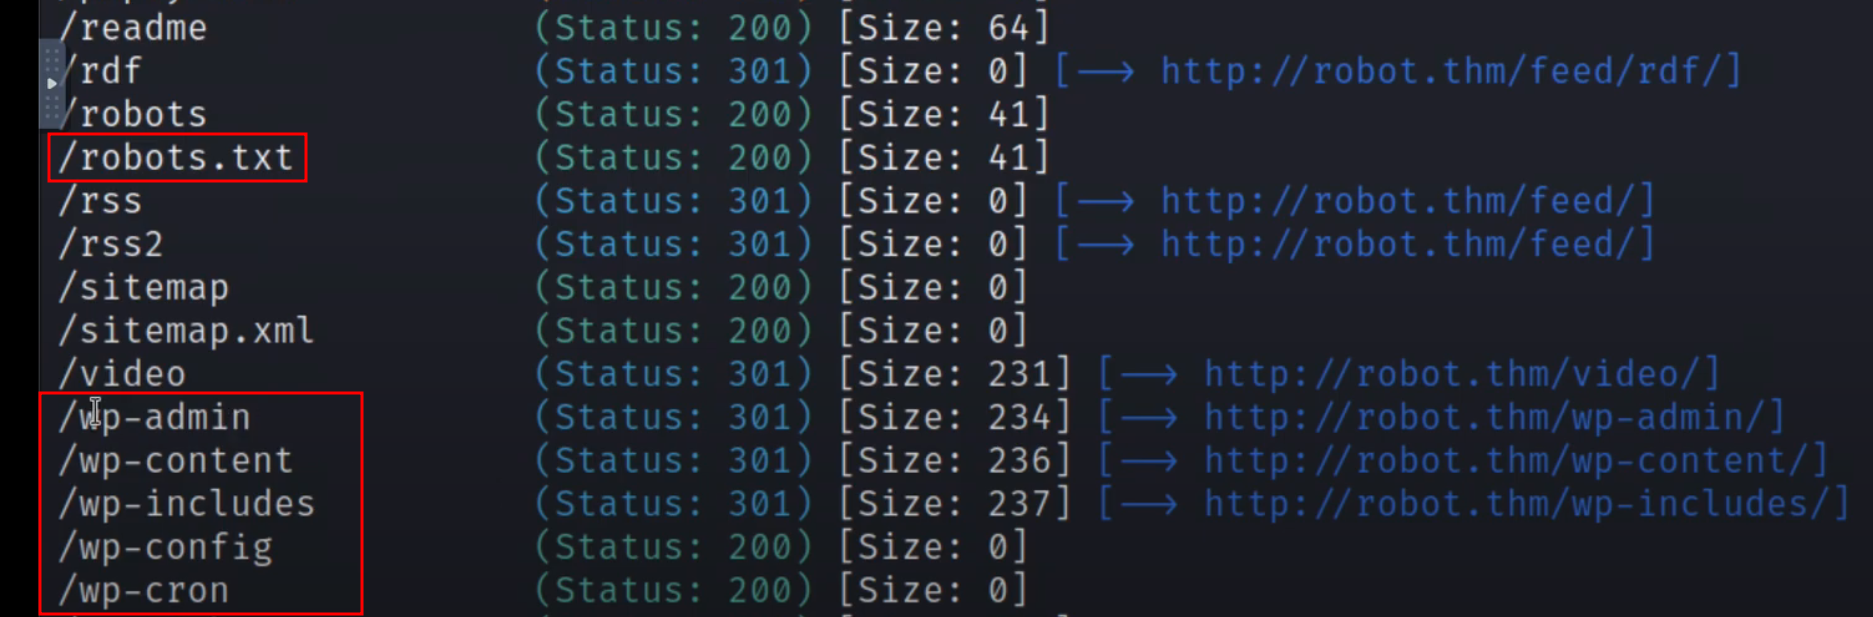 /readme (Status: 200) [Size: 64]
/rdf (Status: 301) [Size: 0] [⟶ http://robot.thm/feed/rdf/]
/robots (Status: 200) [Size: 41]
/robots.txt (Status: 200) [Size: 41]
/rss (Status: 301) [Size: 0] [⟶ http://robot.thm/feed/]
/rss2 (Status: 301) [Size: 0] [⟶ http://robot.thm/feed/]
/sitemap (Status: 200) [Size: 0]
/sitemap.xml (Status: 200) [Size: 0]
/video (Status: 301) [Size: 231] [⟶ http://robot.thm/video/]
/wp-admin (Status: 301) [Size: 234] [⟶ http://robot.thm/wp-admin/]
/wp-content (Status: 301) [Size: 236] [⟶ http://robot.thm/wp-content/]
/wp-includes (Status: 301) [Size: 237] [⟶ http://robot.thm/wp-includes/]
/wp-config (Status: 200) [Size: 0]
/wp-cron (Status: 200) [Size: 0]